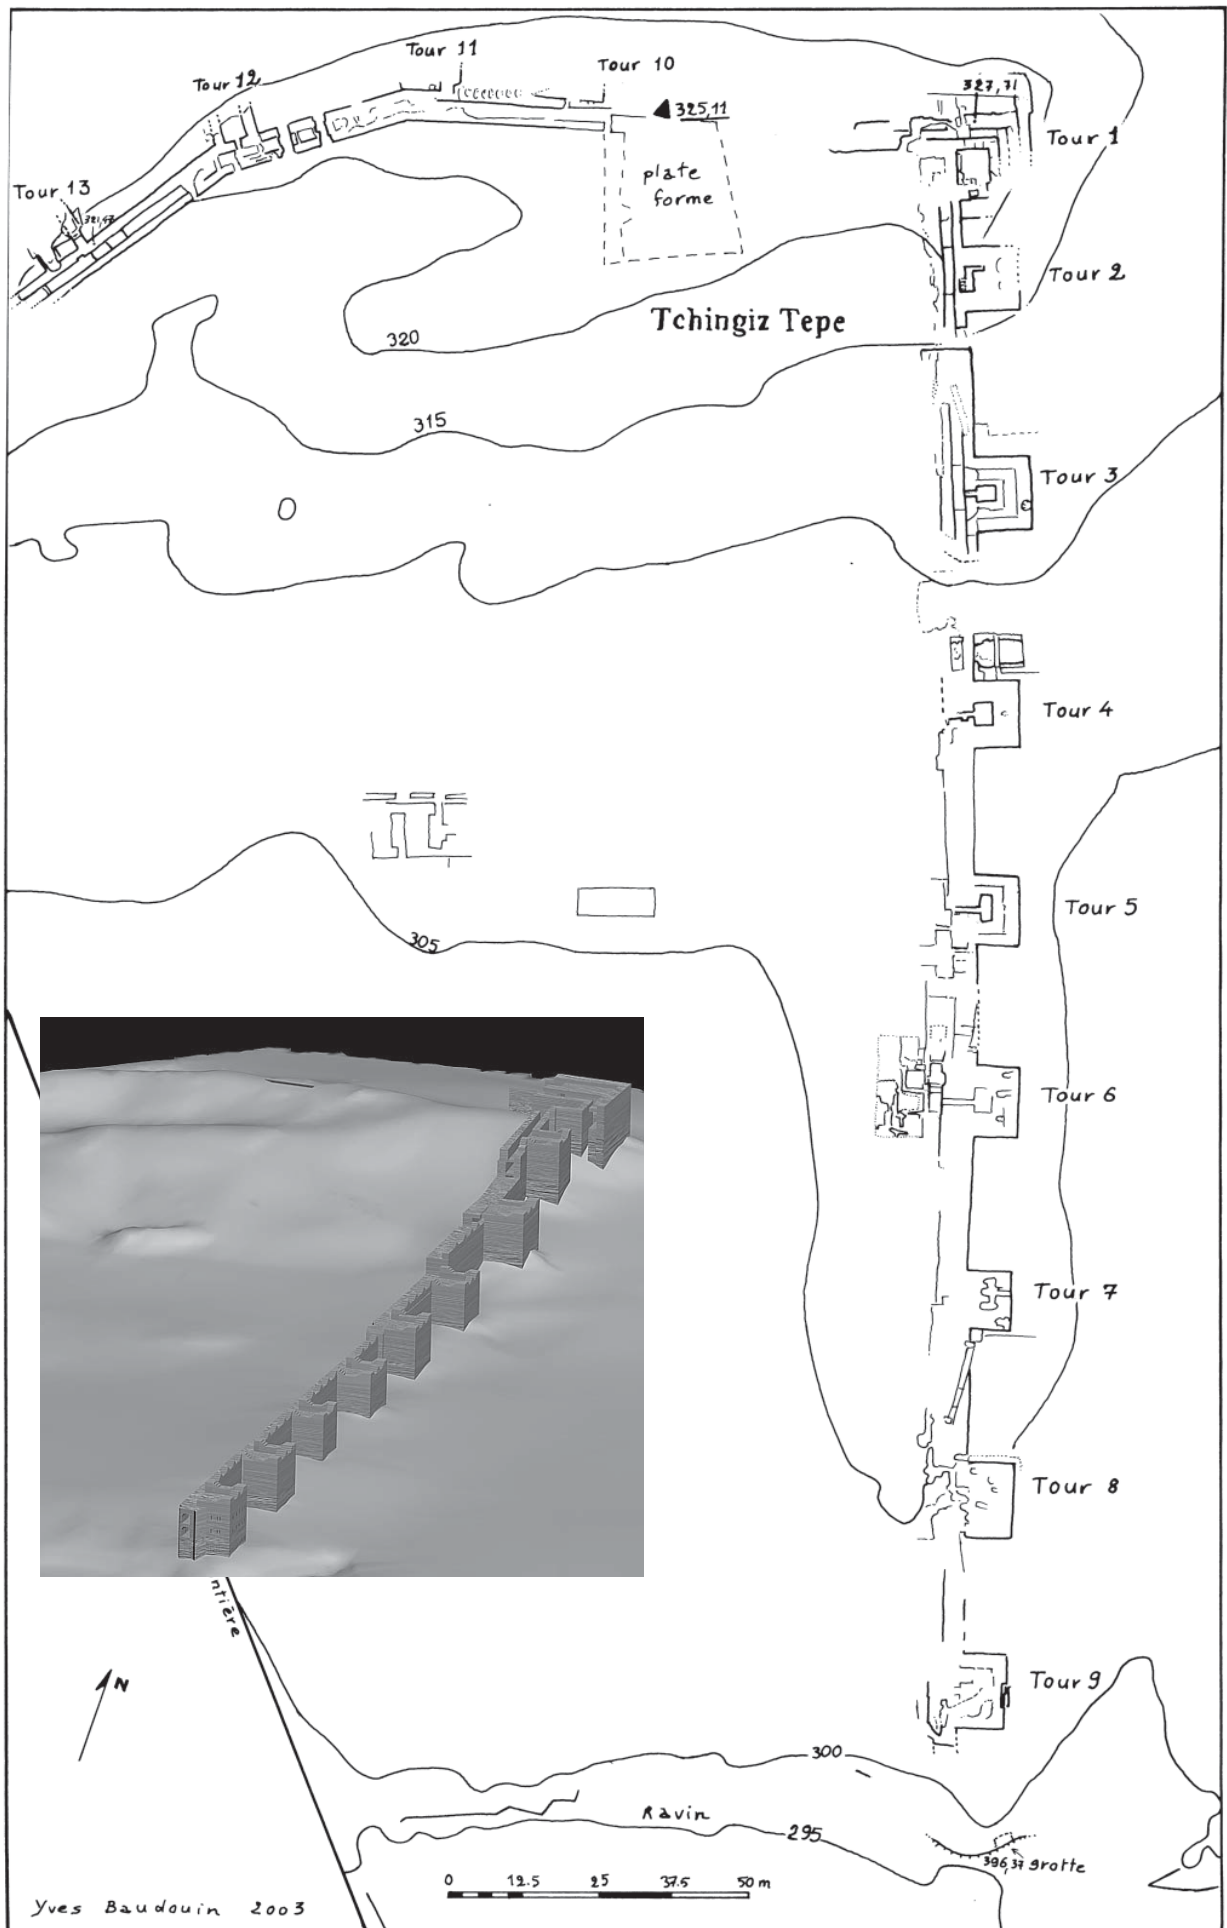 Tour 11
Tour 10
Tour 12
325,11
327,71
Tour 1
plate
forme
Tour 13
Tour 2
Tchingiz Tepe
320
315
Tour 3
Tour 4
305
Tour 5
Tour 6
Tour 7
Tour 8
ntière
N
Tour 9
300
Ravin
295
396,37 grotte
0 12.5 25 37.5 50 m
Yves Baudouin 2003